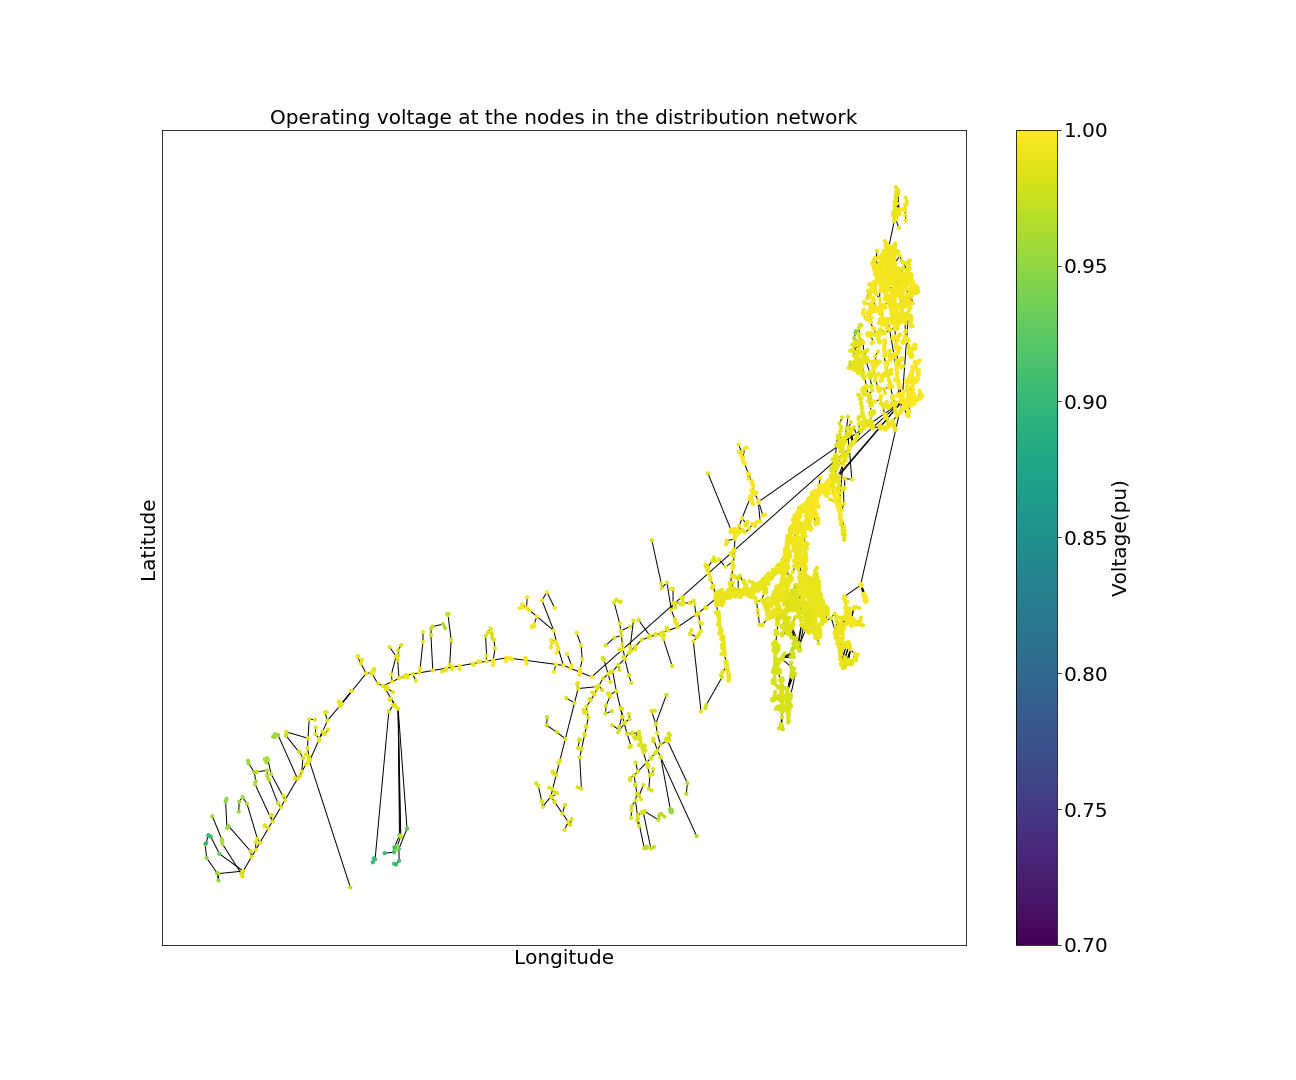 Operating voltage at the nodes in the distribution network
Latitude
Longitude
1.00
0.95
0.90
0.85
0.80
0.75
0.70
Voltage(pu)